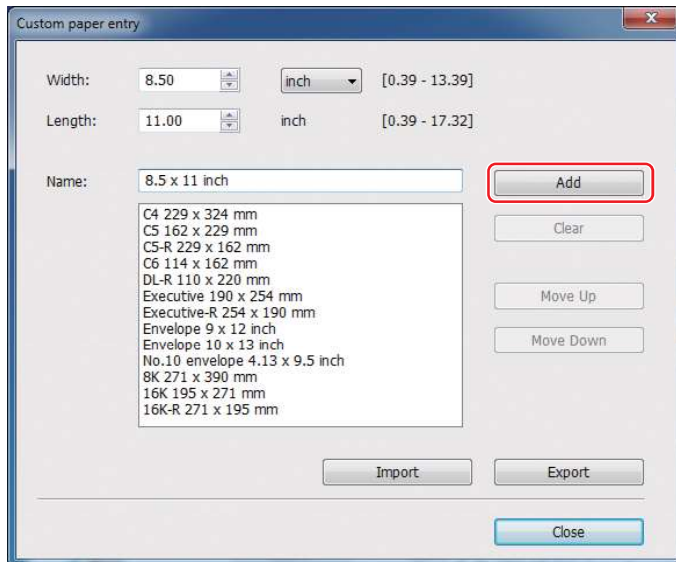 Custom paper entry
Width: 8.50 inch [0.39 - 13.39]
Length: 11.00 inch [0.39 - 17.32]
Name: 8.5 x 11 inch Add
C4 229 x 324 mm
C5 162 x 229 mm
C5-R 229 x 162 mm
C6 114 x 162 mm
DL-R 110 x 220 mm
Executive 190 x 254 mm
Executive-R 254 x 190 mm
Envelope 9 x 12 inch
Envelope 10 x 13 inch
No.10 envelope 4.13 x 9.5 inch
8K 271 x 390 mm
16K 195 x 271 mm
16K-R 271 x 195 mm
Clear
Move Up
Move Down
Import Export
Close